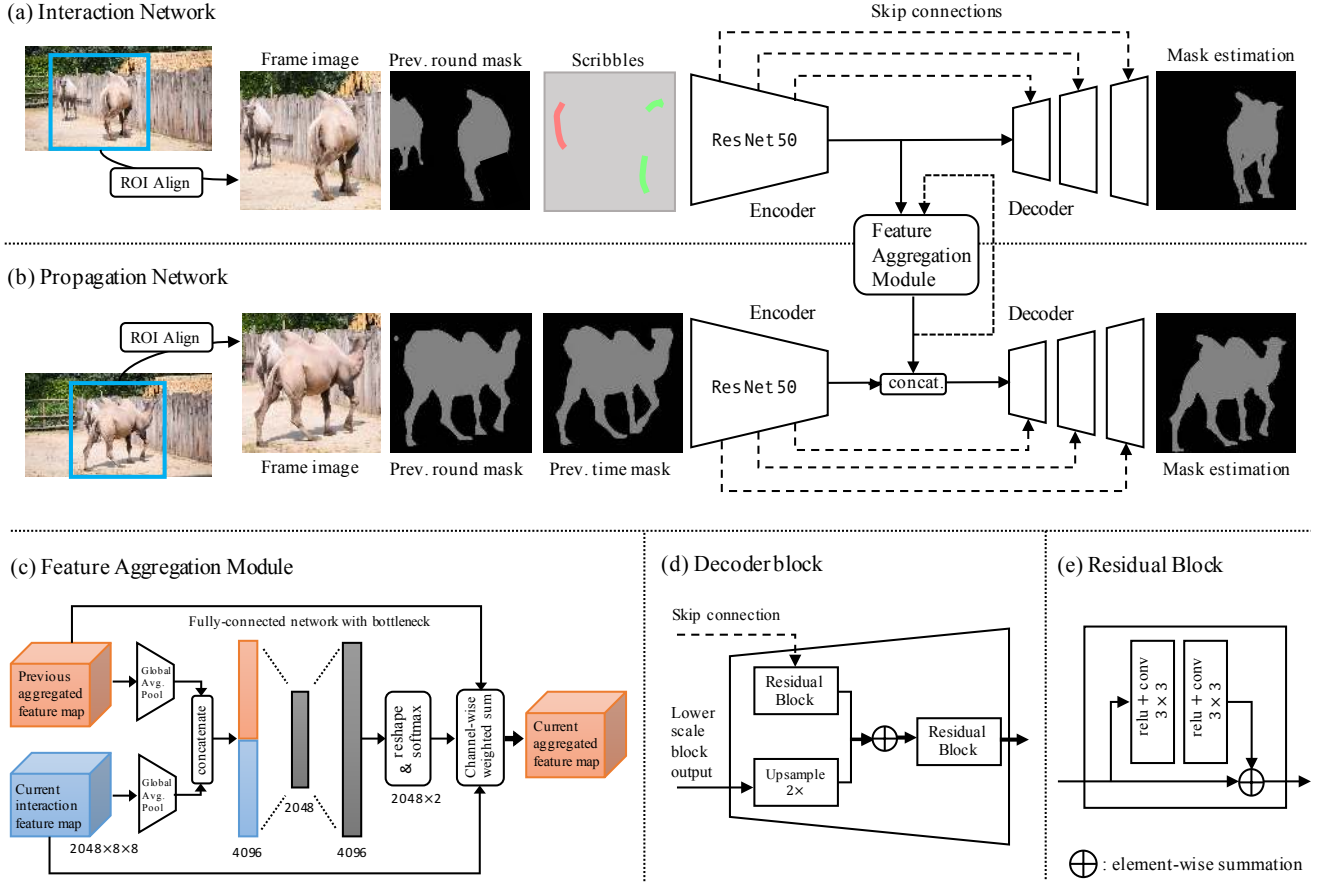 (a) Interaction Network
Skip connections
Frame image
Prev. round mask
Scribbles
Mask estimation
ROI Align
ResNet50
Encoder
Decoder
Feature
Aggregation
Module
(b) Propagation Network
ROI Align
Encoder
Decoder
ResNet50
concat.
Frame image
Prev. round mask
Prev. time mask
Mask estimation
(c) Feature Aggregation Module
Fully-connected network with bottleneck
Previous
aggregated
feature map
Global
Avg.
Pool
concatenate
Current
interaction
feature map
Global
Avg.
Pool
2048×8×8
4096
2048
4096
reshape
& softmax
2048×2
Channel-wise
weighted sum
Current
aggregated
feature map
(d) Decoder block
Skip connection
Residual
Block
Lower
scale
block
output
Upsample
2×
Residual
Block
(e) Residual Block
relu + conv
3 × 3
relu + conv
3 × 3
: element-wise summation